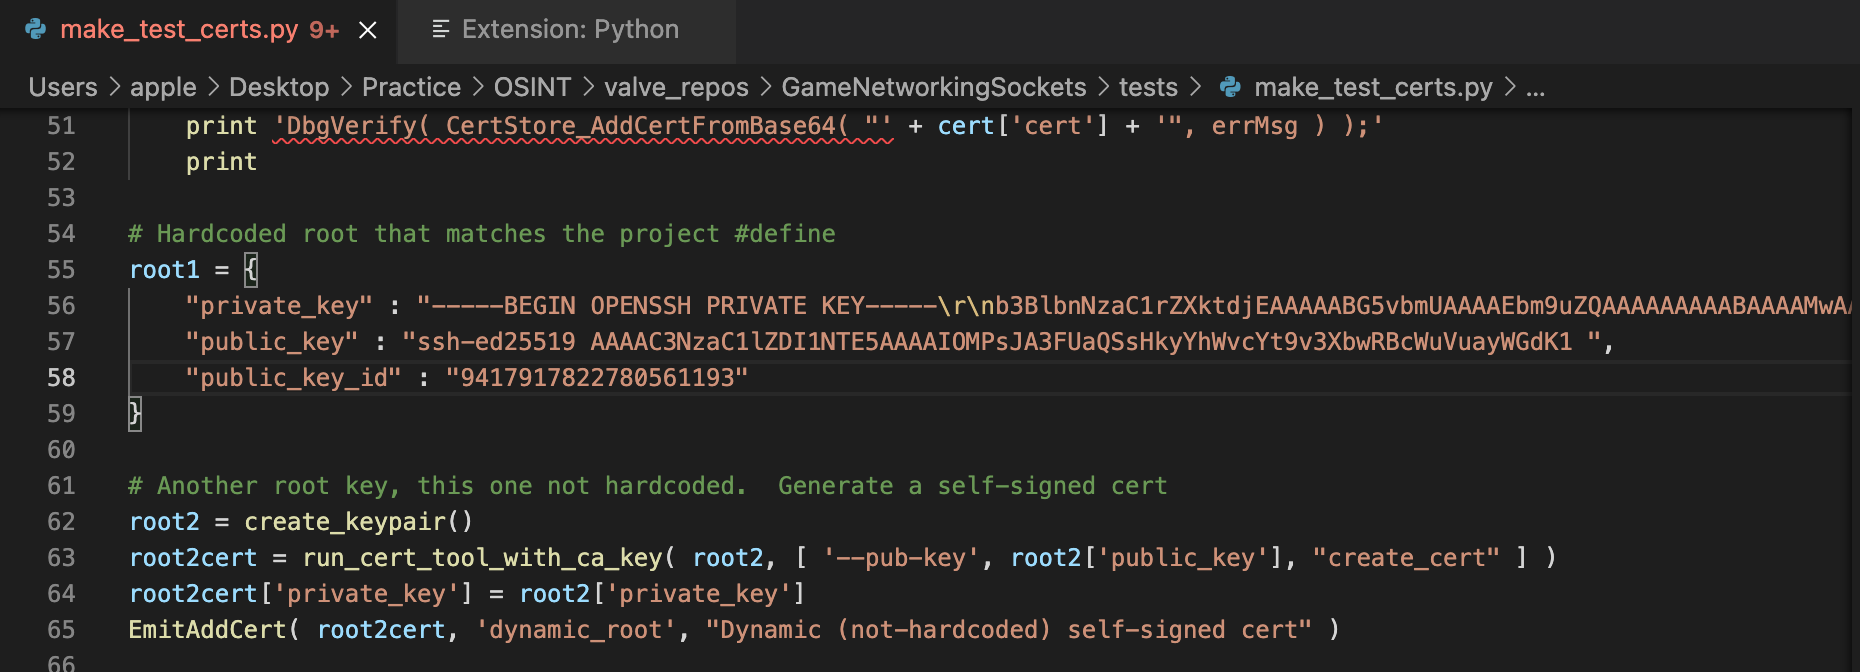 make_test_certs.py 9+ × Extension: Python
Users > apple > Desktop > Practice > OSINT > valve_repos > GameNetworkingSockets > tests > make_test_certs.py > ...
51 print 'DbgVerify( CertStore_AddCertFromBase64( "' + cert['cert'] + '", errMsg ) );'
52 print
53
54 # Hardcoded root that matches the project #define
55 root1 = {
56 "private_key" : "-----BEGIN OPENSSH PRIVATE KEY-----\r\nb3BlbnNzaC1rZXktdjEAAAAABG5vbmUAAAAEbm9uZQAAAAAAAAABAAAAMwAA
57 "public_key" : "ssh-ed25519 AAAAC3NzaC1lZDI1NTE5AAAAIOMPsJA3FUaQSsHkyYhWvcYt9v3XbwRBcWuVuayWGdK1 ",
58 "public_key_id" : "9417917822780561193"
59 }
60
61 # Another root key, this one not hardcoded.  Generate a self-signed cert
62 root2 = create_keypair()
63 root2cert = run_cert_tool_with_ca_key( root2, [ '--pub-key', root2['public_key'], "create_cert" ] )
64 root2cert['private_key'] = root2['private_key']
65 EmitAddCert( root2cert, 'dynamic_root', "Dynamic (not-hardcoded) self-signed cert" )
66